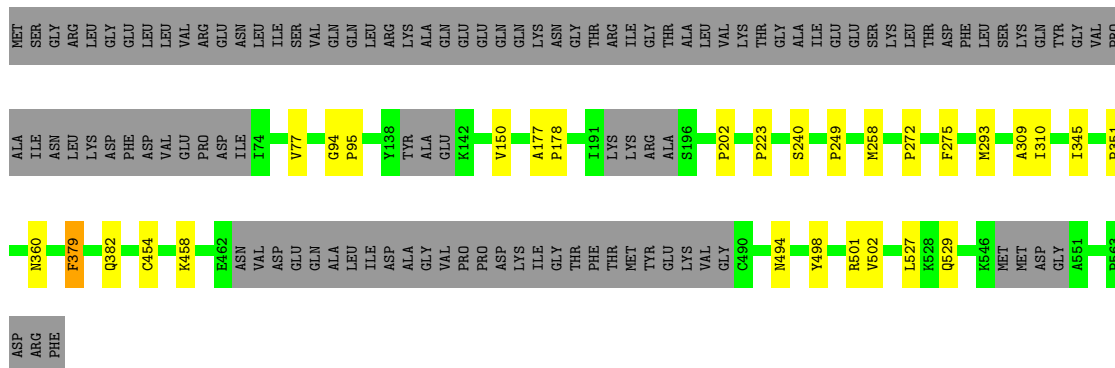 MET SER GLY ARG LEU GLY GLU LEU LEU VAL ARG GLU ASN LEU ILE SER VAL GLN GLN LEU ARG LYS ALA GLN GLU GLU GLN GLN LYS ASN GLY THR ARG ILE GLY THR ALA LEU VAL LYS THR GLY ALA ILE GLU GLU SER LYS LEU THR ASP PHE LEU SER LYS GLN TYR GLY VAL PRO
ALA ILE ASN LEU LYS ASP PHE ASP VAL GLU PRO ASP ILE I74 V77 G94 P95 Y138 TYR ALA GLU K142 V150 A177 P178 I191 LYS LYS ARG ALA S196 P202 P223 S240 P249 M258 P272 F275 M293 A309 I310 I345
N360 F379 Q382 C454 K458 E462 ASN VAL ASP GLU GLN ALA LEU ILE ASP ALA GLY VAL PRO PRO ASP LYS ILE GLY THR PHE THR MET TYR GLU LYS VAL GLY C490 N494 Y498 R501 V502 L527 K528 Q529 K546 MET MET ASP GLY A551
ASP ARG PHE